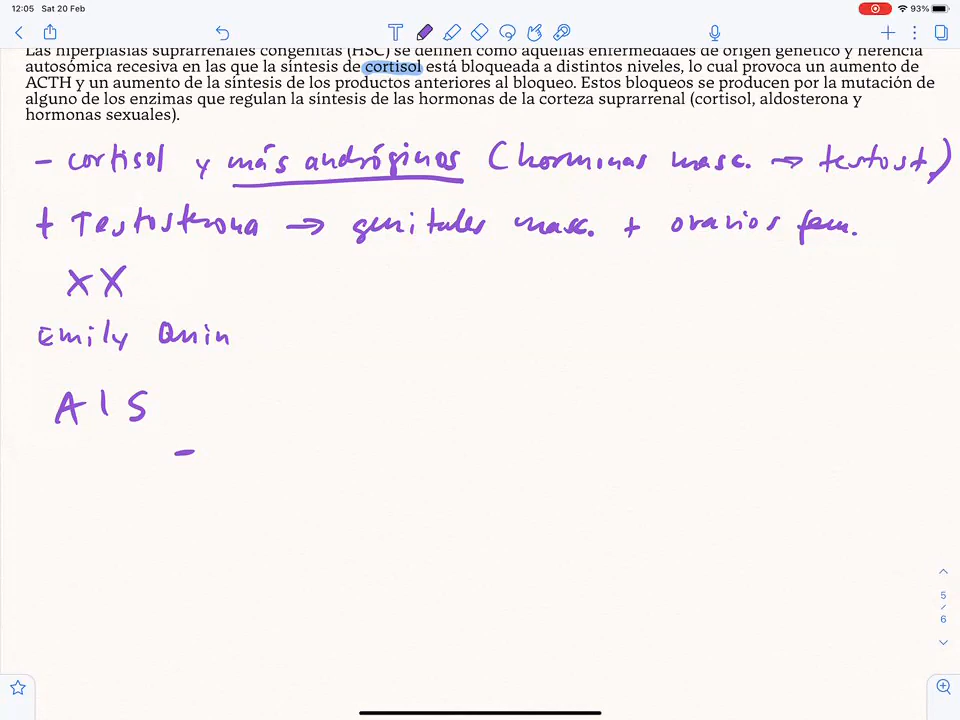 12:05 Sat 20 Feb
93%
Las hiperplasias suprarrenales congénitas (HSC) se definen como aquellas enfermedades de origen genético y herencia
autosómica recesiva en las que la síntesis de cortisol está bloqueada a distintos niveles, lo cual provoca un aumento de
ACTH y un aumento de la síntesis de los productos anteriores al bloqueo. Estos bloqueos se producen por la mutación de
alguno de los enzimas que regulan la síntesis de las hormonas de la corteza suprarrenal (cortisol, aldosterona y
hormonas sexuales).
- cortisol y más andróginos (horminas masc. → testost.)
+ Testosterona → genitales masc. + ovarios fem.
XX
Emily Quin
AIS
-
5
/
6